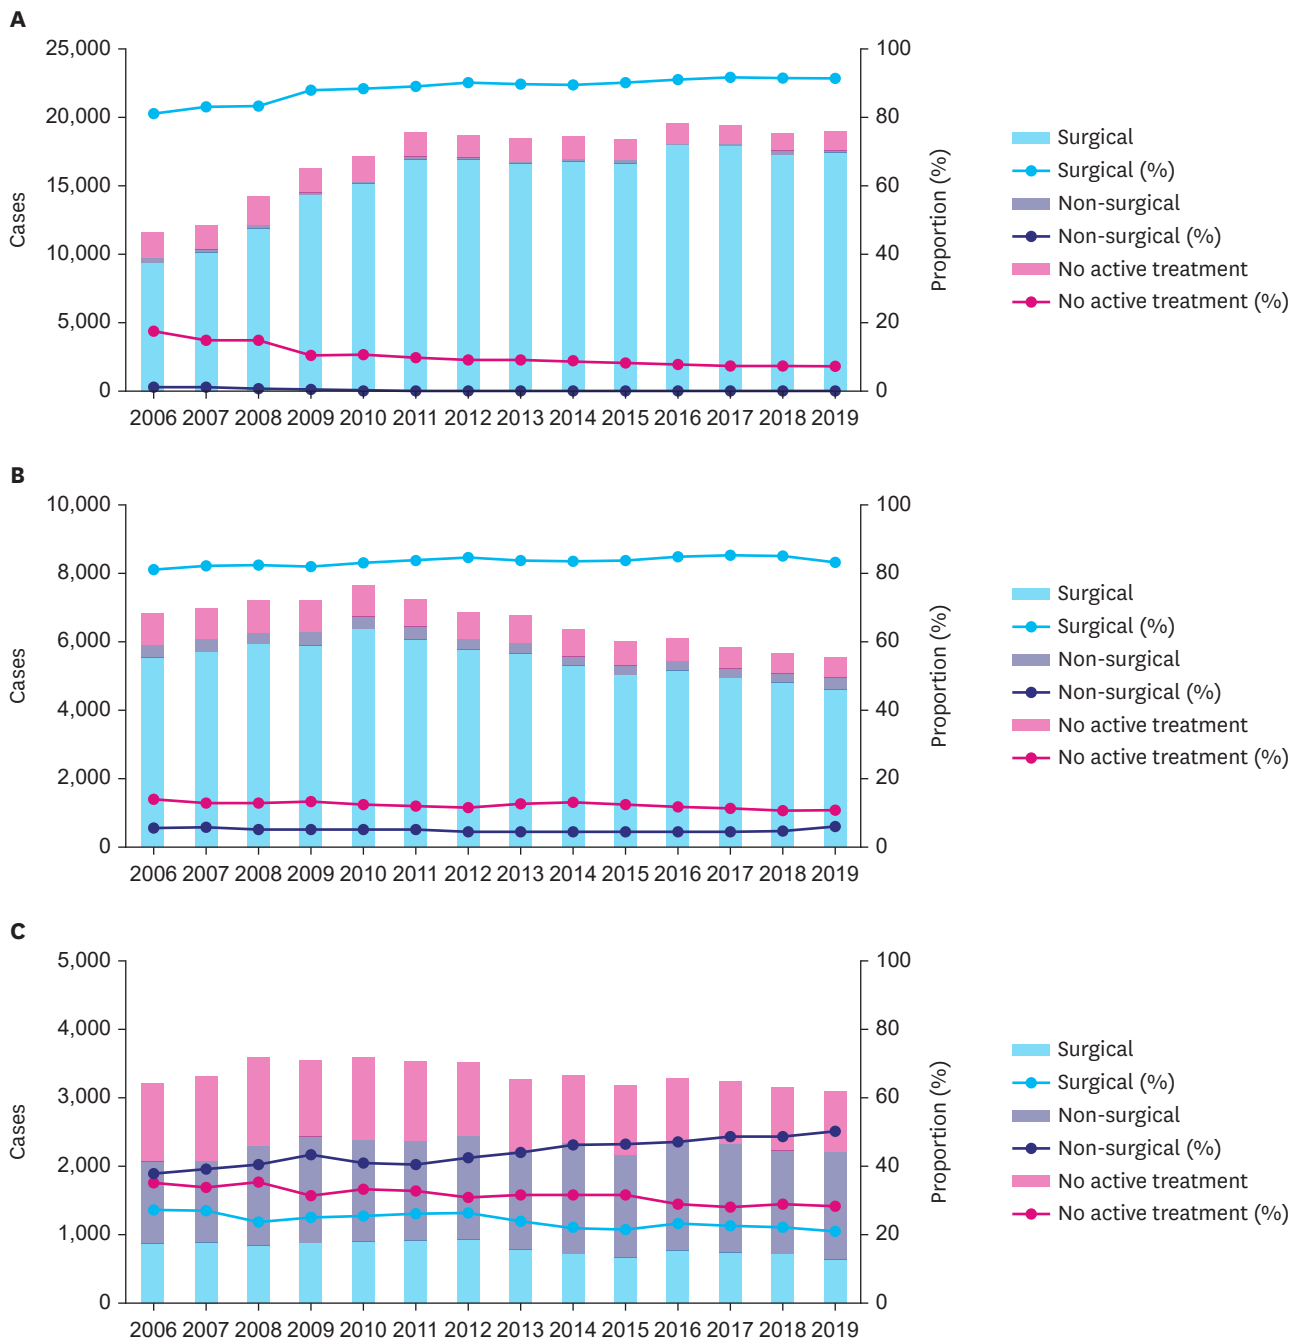 A
25,000
20,000
15,000
10,000
5,000
0
Cases
100
80
60
40
20
0
Proportion (%)
2006 2007 2008 2009 2010 2011 2012 2013 2014 2015 2016 2017 2018 2019
Surgical
Surgical (%)
Non-surgical
Non-surgical (%)
No active treatment
No active treatment (%)
B
10,000
8,000
6,000
4,000
2,000
0
Cases
100
80
60
40
20
0
Proportion (%)
2006 2007 2008 2009 2010 2011 2012 2013 2014 2015 2016 2017 2018 2019
Surgical
Surgical (%)
Non-surgical
Non-surgical (%)
No active treatment
No active treatment (%)
C
5,000
4,000
3,000
2,000
1,000
0
Cases
100
80
60
40
20
0
Proportion (%)
2006 2007 2008 2009 2010 2011 2012 2013 2014 2015 2016 2017 2018 2019
Surgical
Surgical (%)
Non-surgical
Non-surgical (%)
No active treatment
No active treatment (%)